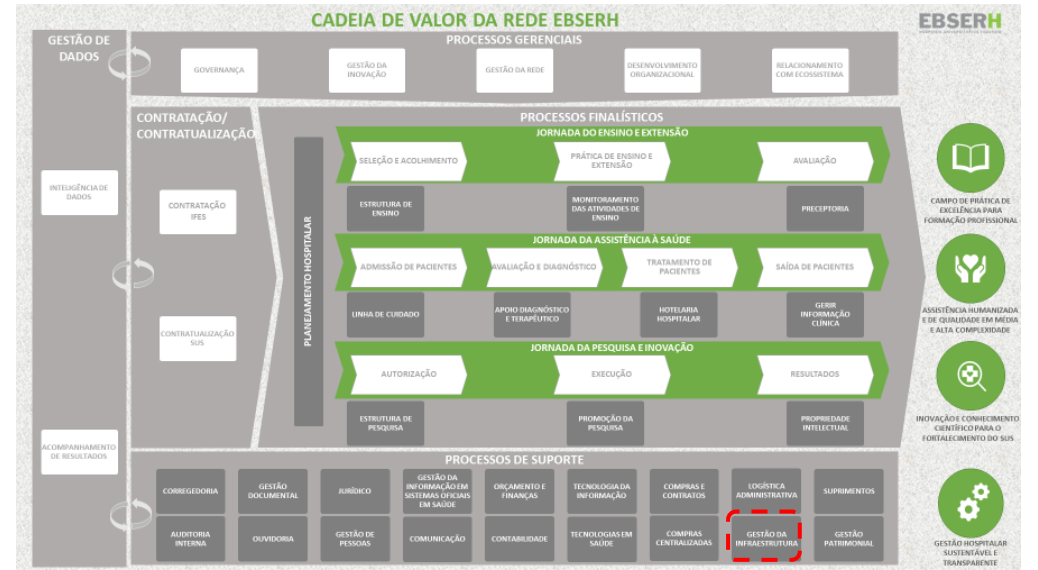 CADEIA DE VALOR DA REDE EBSERH
EBSERH
GESTÃO DE
DADOS
INTELIGÊNCIA DE
DADOS
ACOMPANHAMENTO
DE RESULTADOS
PROCESSOS GERENCIAIS
GOVERNANÇA
GESTÃO DA
INOVAÇÃO
GESTÃO DA REDE
DESENVOLVIMENTO
ORGANIZACIONAL
RELACIONAMENTO
COM ECOSSISTEMA
CONTRATAÇÃO/
CONTRATUALIZAÇÃO
CONTRATAÇÃO
IFES
CONTRATUALIZAÇÃO
SUS
PROCESSOS FINALÍSTICOS
PLANEJAMENTO HOSPITALAR
JORNADA DO ENSINO E EXTENSÃO
SELEÇÃO E ACOLHIMENTO
PRÁTICA DE ENSINO E
EXTENSÃO
AVALIAÇÃO
ESTRUTURA DE
ENSINO
MONITORAMENTO
DAS ATIVIDADES DE
ENSINO
PRECEPTORIA
JORNADA DA ASSISTÊNCIA À SAÚDE
ADMISSÃO DE PACIENTES
AVALIAÇÃO E DIAGNÓSTICO
TRATAMENTO DE
PACIENTES
SAÍDA DE PACIENTES
LINHA DE CUIDADO
APOIO DIAGNÓSTICO
E TERAPÊUTICO
HOTELARIA
HOSPITALAR
GERIR
INFORMAÇÃO
CLÍNICA
JORNADA DA PESQUISA E INOVAÇÃO
AUTORIZAÇÃO
EXECUÇÃO
RESULTADOS
ESTRUTURA DE
PESQUISA
PROMOÇÃO DA
PESQUISA
PROPRIEDADE
INTELECTUAL
PROCESSOS DE SUPORTE
CORREGEDORIA
GESTÃO
DOCUMENTAL
JURÍDICO
GESTÃO DA
INFORMAÇÃO EM
SISTEMAS OFICIAIS
EM SAÚDE
ORÇAMENTO E
FINANÇAS
TECNOLOGIA DA
INFORMAÇÃO
COMPRAS E
CONTRATOS
LOGÍSTICA
ADMINISTRATIVA
SUPRIMENTOS
AUDITORIA
INTERNA
OUVIDORIA
GESTÃO DE
PESSOAS
COMUNICAÇÃO
CONTABILIDADE
TECNOLOGIAS EM
SAÚDE
COMPRAS
CENTRALIZADAS
GESTÃO DA
INFRAESTRUTURA
GESTÃO
PATRIMONIAL
CAMPO DE PRÁTICA DE
EXCELÊNCIA PARA
FORMAÇÃO PROFISSIONAL
ASSISTÊNCIA HUMANIZADA
E DE QUALIDADE EM MÉDIA
E ALTA COMPLEXIDADE
INOVAÇÃO E CONHECIMENTO
CIENTÍFICO PARA O
FORTALECIMENTO DO SUS
GESTÃO HOSPITALAR
SUSTENTÁVEL E
TRANSPARENTE